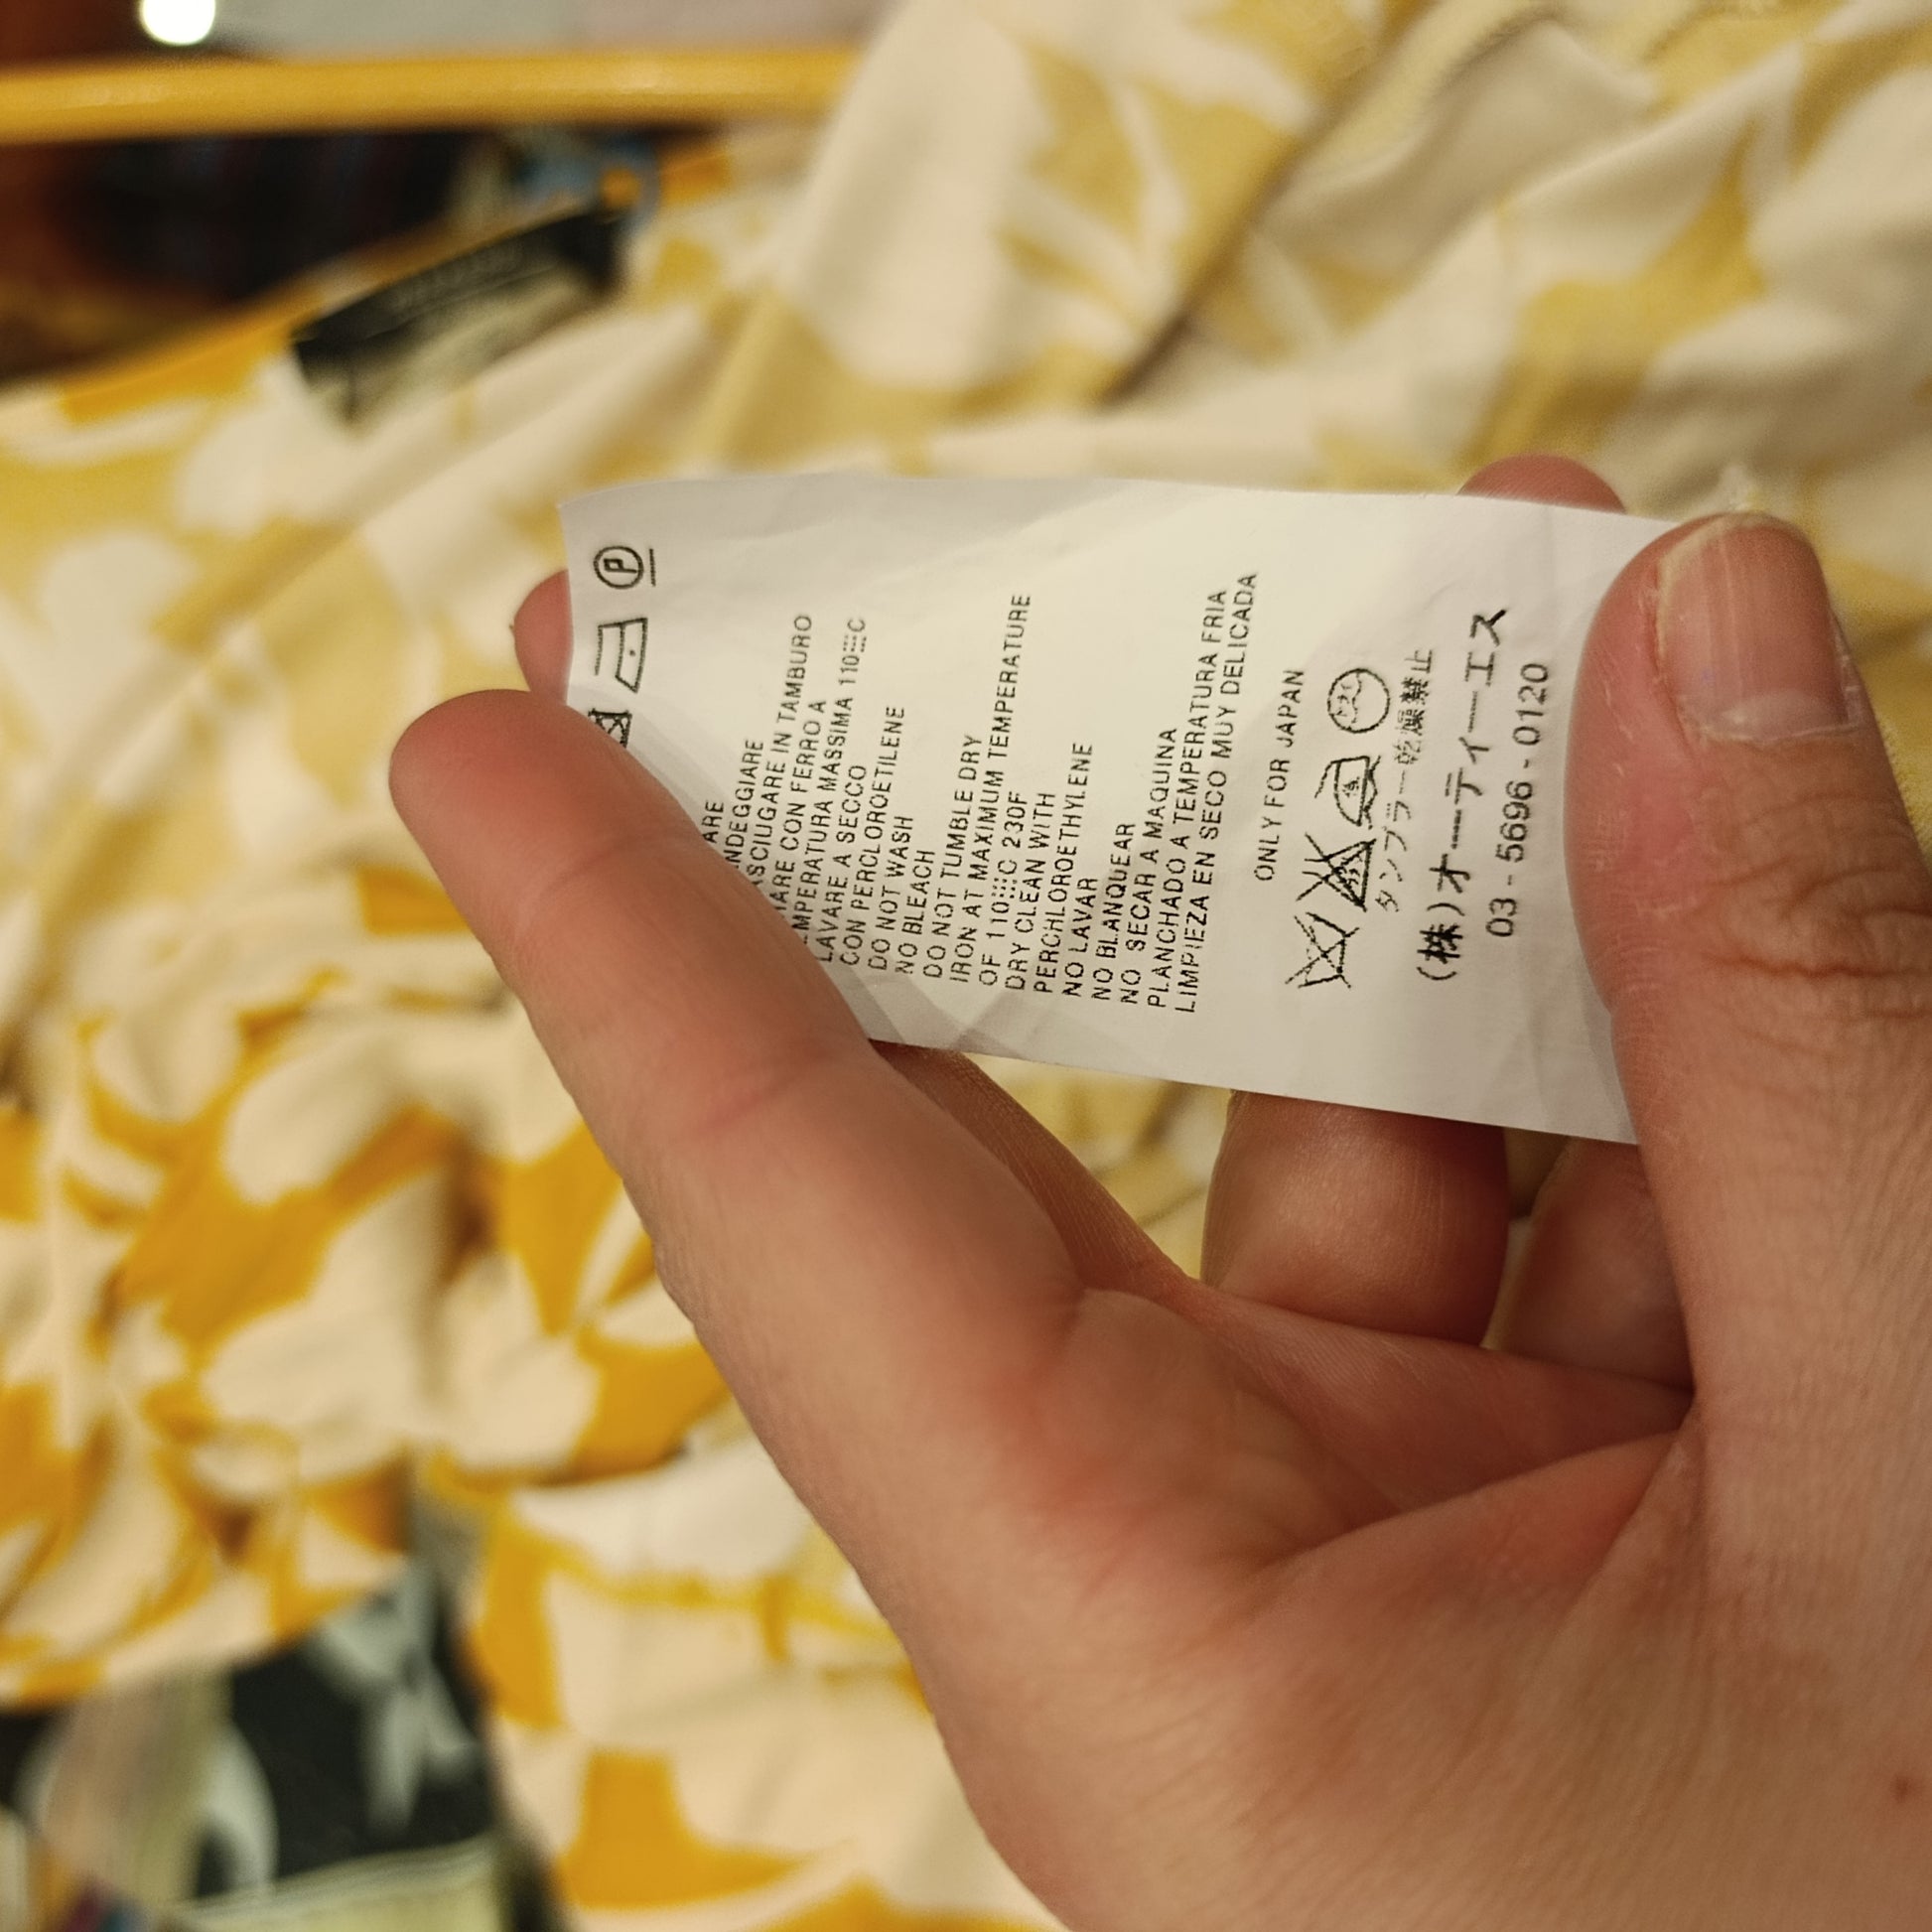 ARE
NDEGGIARE
ASCIUGARE IN TAMBURO
IARE CON FERRO A
EMPERATURA MASSIMA 110
C
LAVARE A SECCO
CON PERCLOROETILENE
DO NOT WASH
NO BLEACH
DO NOT TUMBLE DRY
IRON AT MAXIMUM TEMPERATURE
OF 110 C 230F
DRY CLEAN WITH
PERCHLOROETHYLENE
NO LAVAR
NO BLANQUEAR
NO SECAR A MAQUINA
PLANCHADO A TEMPERATURA FRIA
LIMPIEZA EN SECO MUY DELICADA
ONLY FOR JAPAN
タンブラー乾燥禁止
(株)オーティーエス
03 - 5696 - 0120